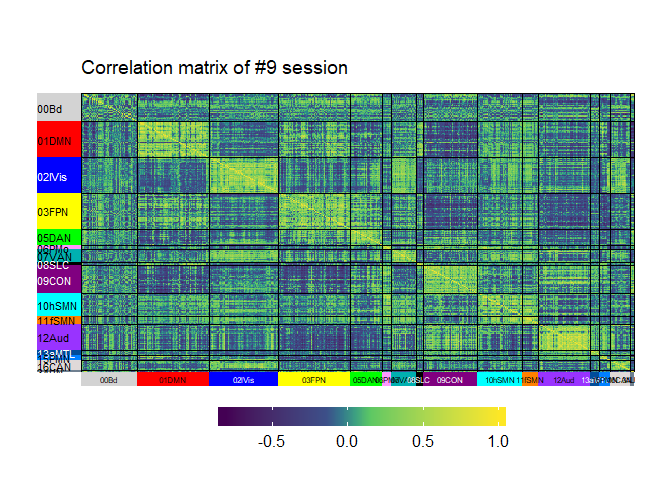 Correlation matrix of #9 session
00Bd
01DMN
02lVis
03FPN
05DAN
07VAN
08SLC
09CON
10hSMN
11fSMN
12Aud
00Bd 01DMN 02lVis 03FPN 05DAN 08SLC 09CON 10hSMN 11fSMN 12Aud
-0.5 0.0 0.5 1.0